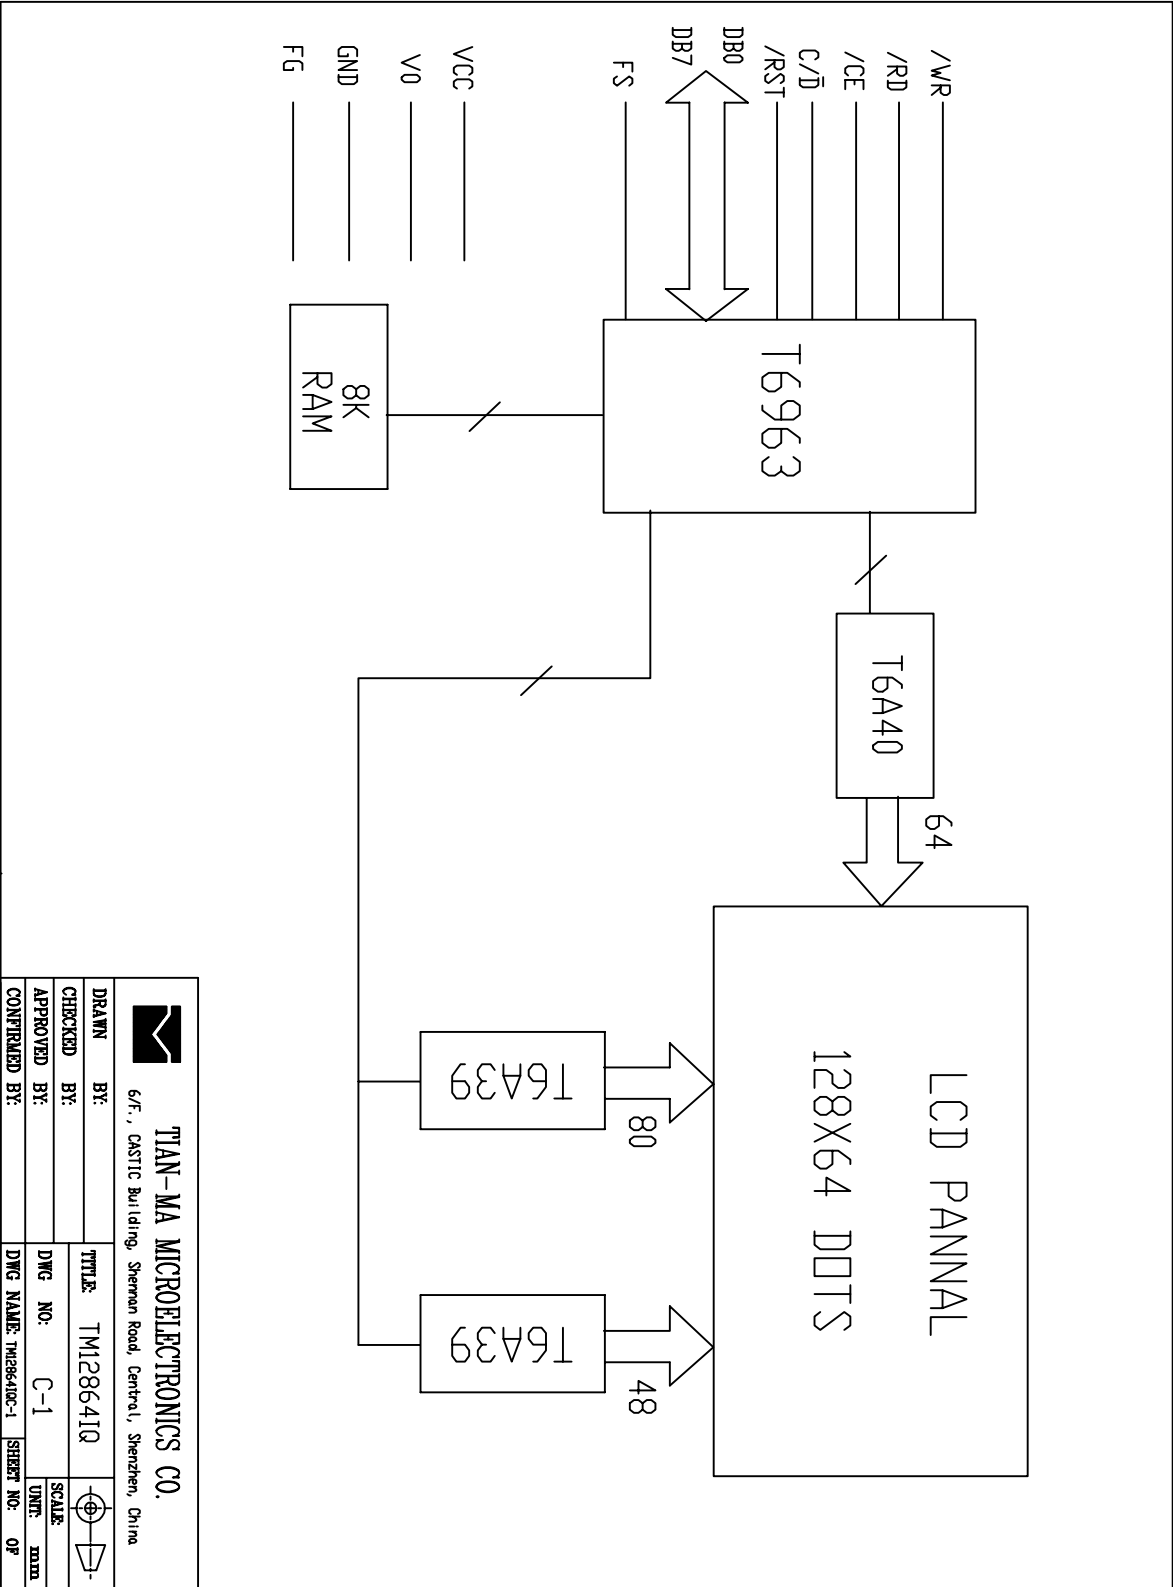 /WR
/RD
/CE
C/D̄
/RST
DB0
DB7
FS
VCC
V0
GND
FG
T6963
8K
RAM
T6A40
64
LCD PANNAL
128X64 DOTS
T6A39
80
T6A39
48
TIAN-MA MICROELECTRONICS CO.
6/F., CASTIC Building, Shennan Road, Central, Shenzhen, China
DRAWN BY:
CHECKED BY:
APPROVED BY:
CONFIRMED BY:
TITLE: TM12864IQ
DWG NO: C-1
DWG NAME: TM12864IQC-1
SCALE:
UNIT: mm
SHEET NO: OF